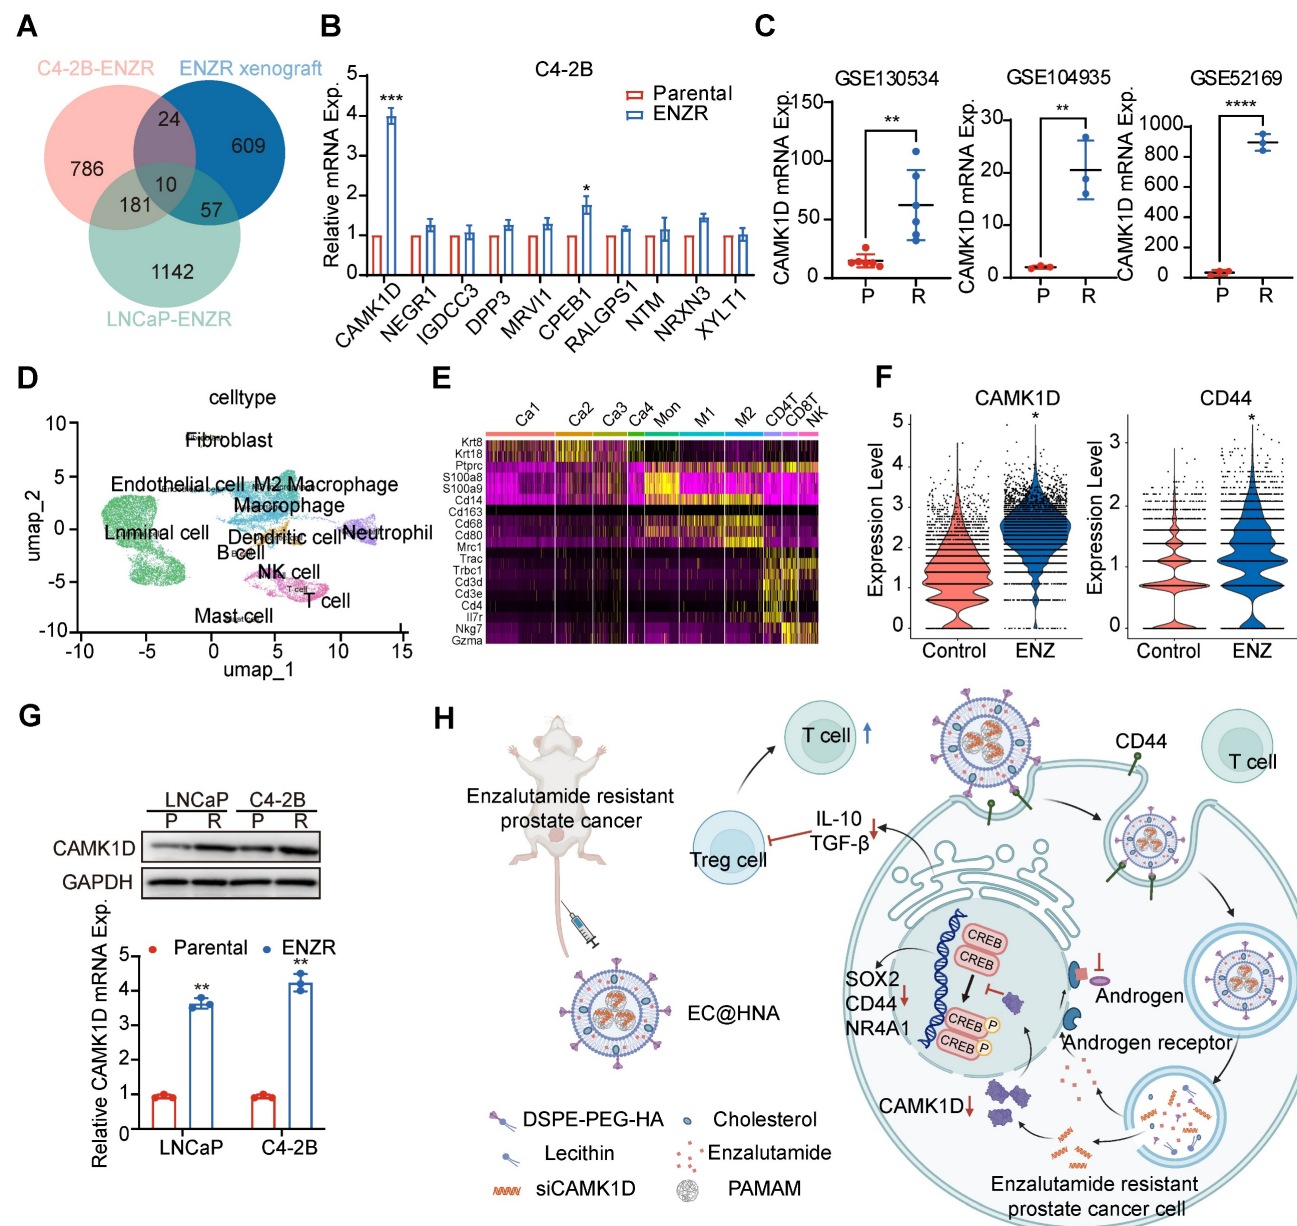 A
C4-2B-ENZR
ENZR xenograft
24
786
609
10
181
57
1142
LNCaP-ENZR
B
C4-2B
Relative mRNA Exp.
5
4
3
2
1
0
***
*
Parental
ENZR
CAMK1D
NEGR1
IGDCC3
DPP3
MRVI1
CPEB1
RALGPS1
NTM
NRXN3
XYLT1
C
GSE130534
CAMK1D mRNA Exp.
150
100
50
0
**
P
R
GSE104935
CAMK1D mRNA Exp.
30
20
10
0
**
P
R
GSE52169
CAMK1D mRNA Exp.
1000
800
600
400
200
0
****
P
R
D
celltype
umap_2
10
5
0
-5
-10
Fibroblast
Endothelial cell
M2 Macrophage
Macrophage
Lnminal cell
Dendritic cell
Neutrophil
B cell
NK cell
T cell
T cell
Mast cell
-10
-5
0
5
10
15
umap_1
E
Ca1
Ca2
Ca3
Ca4
Mon
M1
M2
CD4T
CD8T
NK
Krt8
Krt18
Ptprc
S100a8
S100a9
Cd14
Cd163
Cd68
Cd80
Mrc1
Trac
Trbc1
Cd3d
Cd3e
Cd4
Il7r
Nkg7
Gzma
F
CAMK1D
Expression Level
5
4
3
2
1
0
*
Control
ENZ
CD44
Expression Level
3
2
1
0
*
Control
ENZ
G
LNCaP
C4-2B
P
R
P
R
CAMK1D
GAPDH
Parental
ENZR
Relative CAMK1D mRNA Exp.
5
4
3
2
1
0
**
**
LNCaP
C4-2B
H
Enzalutamide resistant
prostate cancer
T cell
Treg cell
IL-10
TGF-β
CD44
T cell
EC@HNA
SOX2
CD44
NR4A1
CREB
CREB
CREB
P
CREB
P
Androgen
Androgen receptor
CAMK1D
DSPE-PEG-HA
Cholesterol
Lecithin
Enzalutamide
siCAMK1D
PAMAM
Enzalutamide resistant
prostate cancer cell